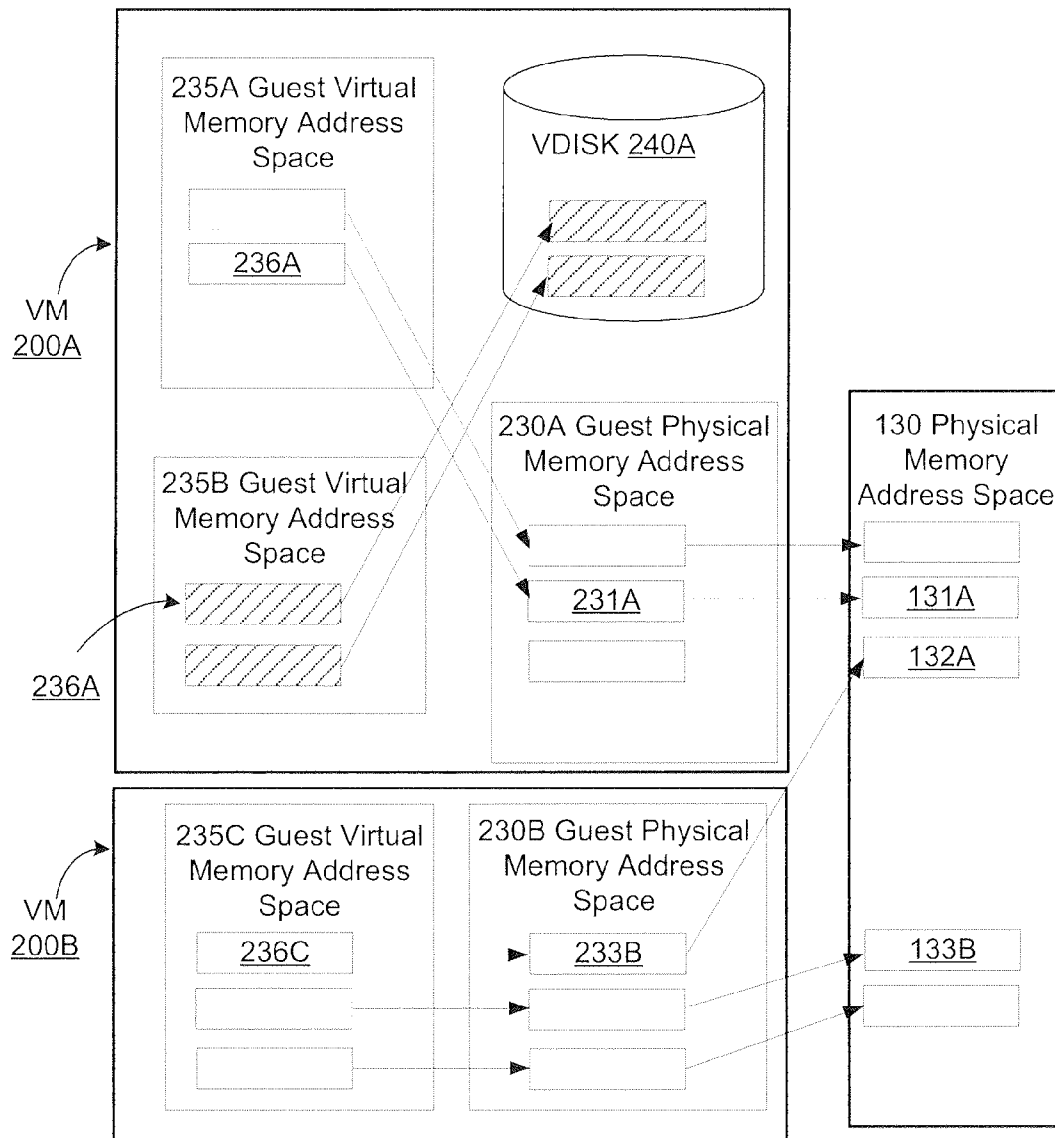 235A Guest Virtual
Memory Address
Space
236A
VDISK 240A
VM
200A
235B Guest Virtual
Memory Address
Space
236A
230A Guest Physical
Memory Address
Space
231A
130 Physical
Memory
Address Space
131A
132A
133B
VM
200B
235C Guest Virtual
Memory Address
Space
236C
230B Guest Physical
Memory Address
Space
233B